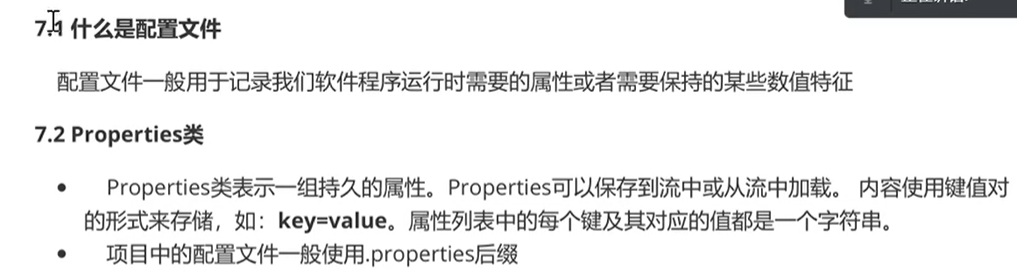 7.1 什么是配置文件
配置文件一般用于记录我们软件程序运行时需要的属性或者需要保持的某些数值特征
7.2 Properties类
• Properties类表示一组持久的属性。Properties可以保存到流中或从流中加载。 内容使用键值对
的形式来存储，如：key=value。属性列表中的每个键及其对应的值都是一个字符串。
• 项目中的配置文件一般使用.properties后缀